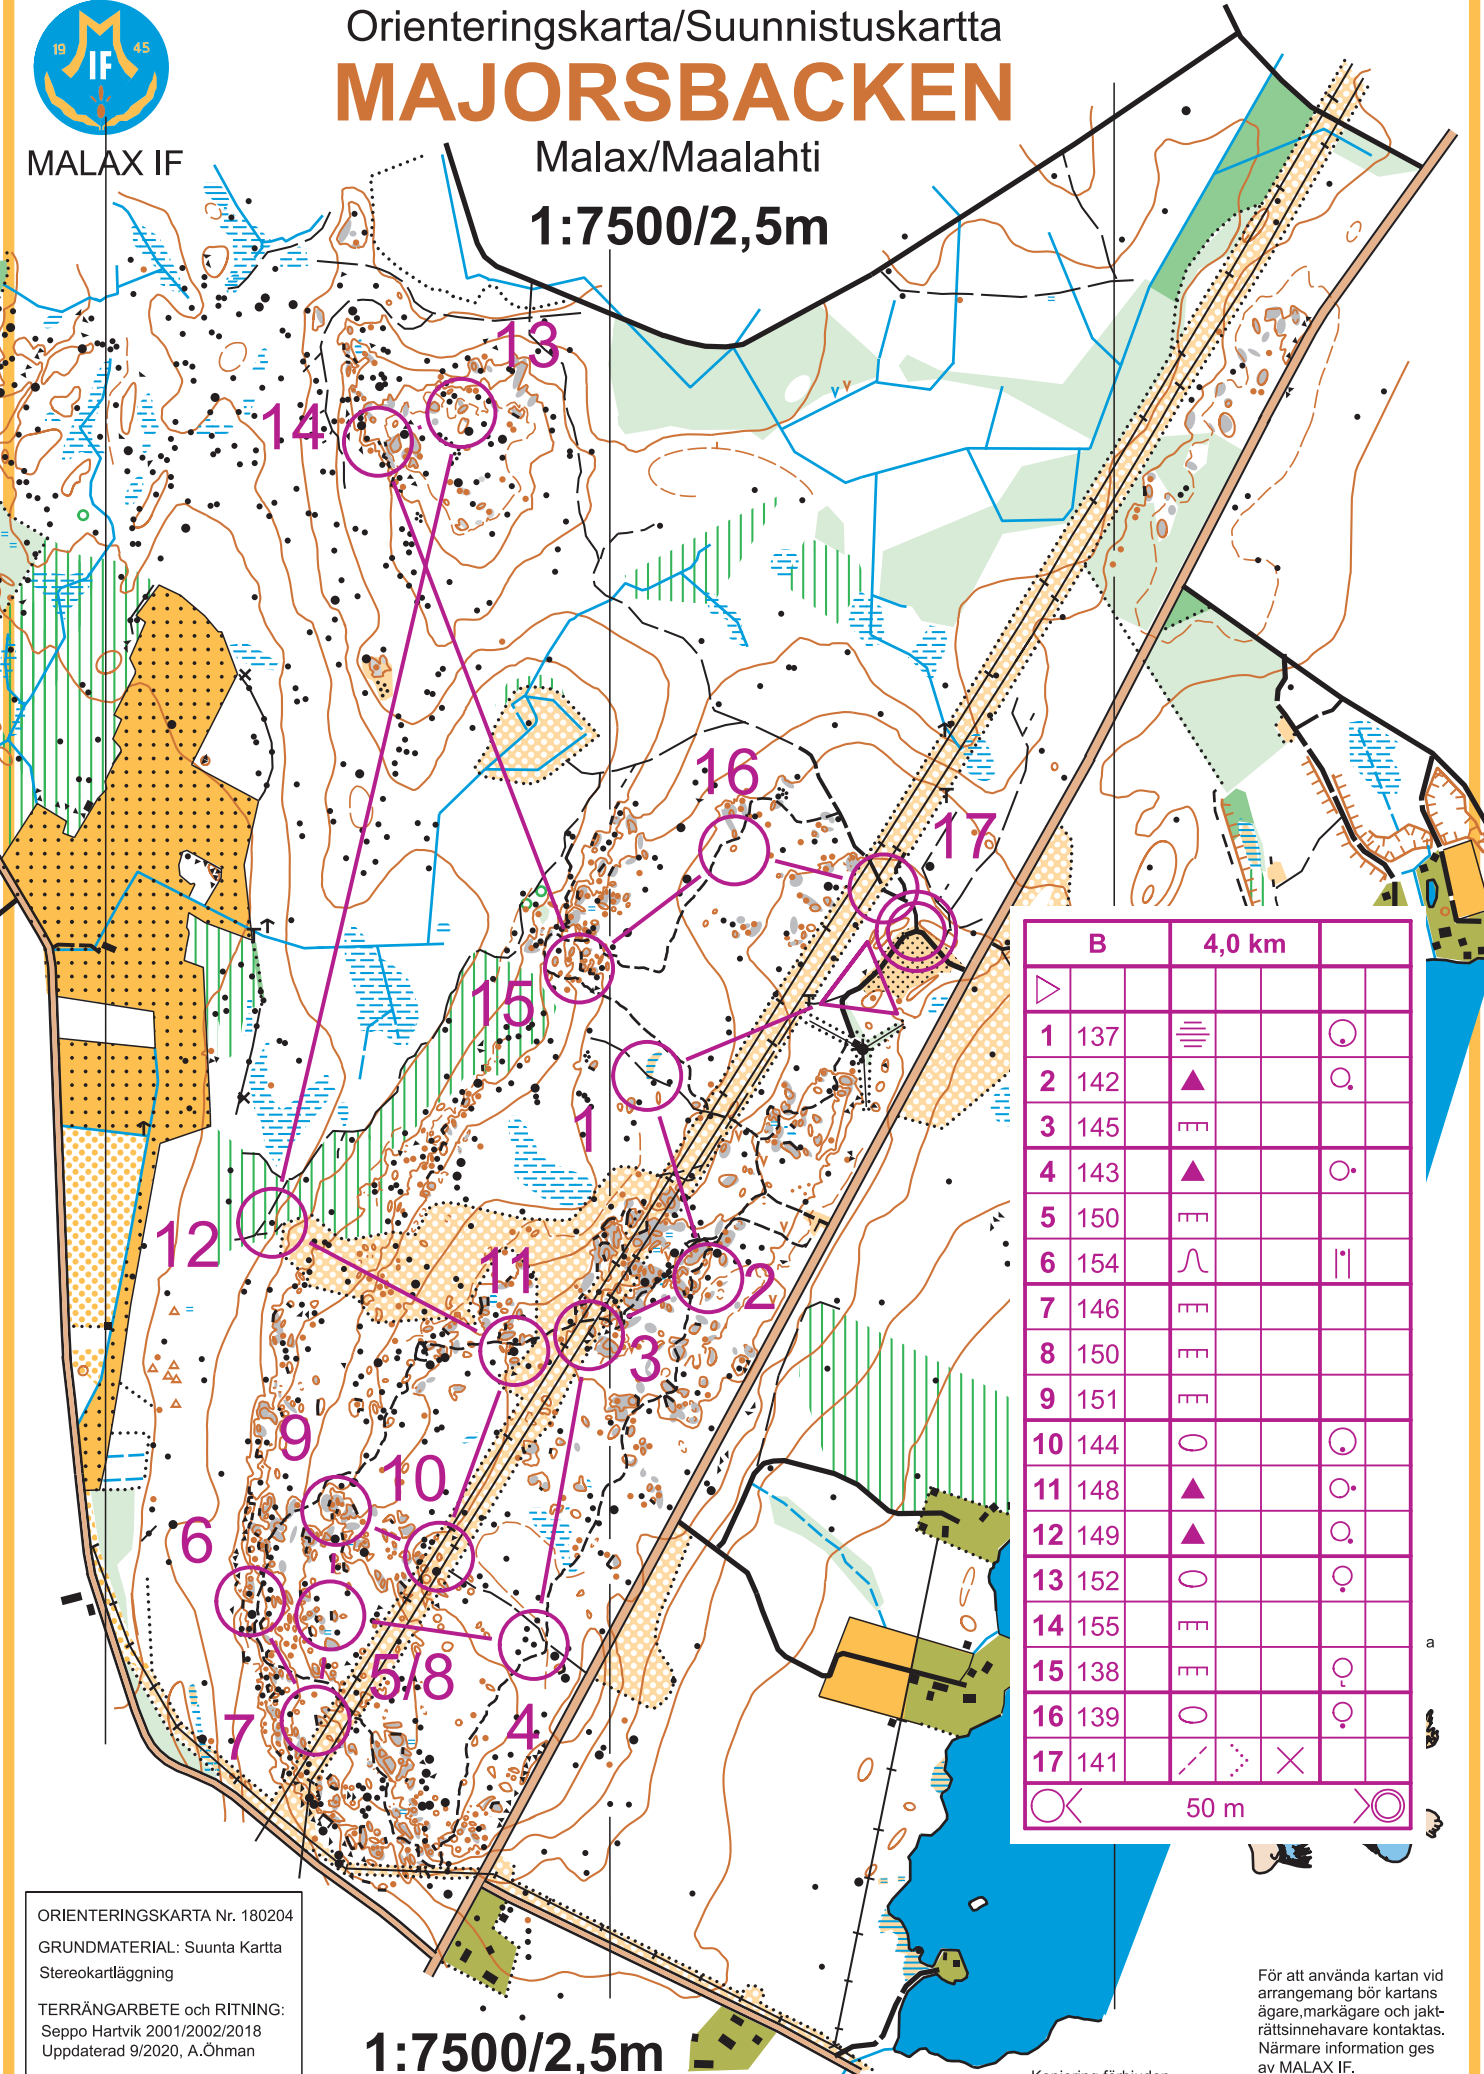 Orienteringskarta/Suunnistuskartta
19 45
IF
MAJORSBACKEN
MALAX IF
Malax/Maalahti
1:7500/2,5m
13
14
16
17
15
1
12
11
2
3
9
10
6
5/8
7
4
B 4,0 km
1 137
2 142
3 145
4 143
5 150
6 154
7 146
8 150
9 151
10 144
11 148
12 149
13 152
14 155
15 138
16 139
17 141
50 m
a
ORIENTERINGSKARTA Nr. 180204
GRUNDMATERIAL: Suunta Kartta
Stereokartläggning
TERRÄNGARBETE och RITNING:
Seppo Hartvik 2001/2002/2018
Uppdaterad 9/2020, A.Öhman
1:7500/2,5m
För att använda kartan vid
arrangemang bör kartans
ägare,markägare och jakt-
rättsinnehavare kontaktas.
Närmare information ges
av MALAX IF.